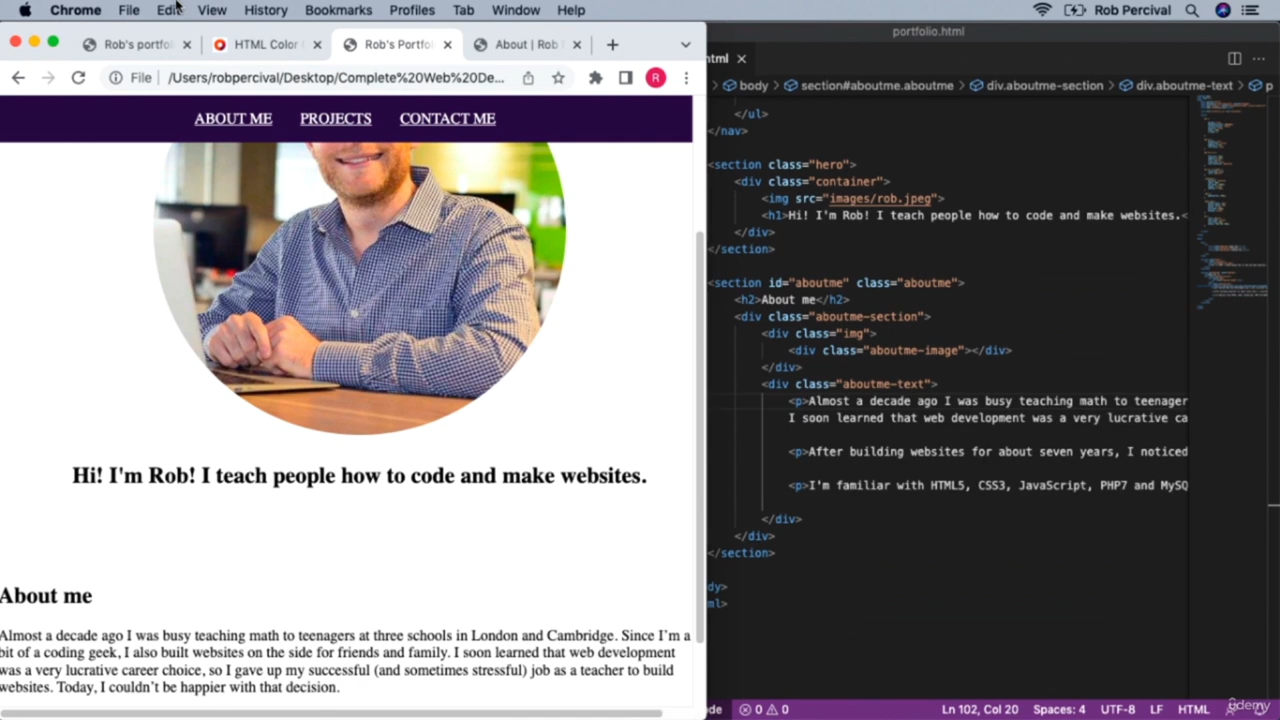 Chrome File Edit View History Bookmarks Profiles Tab Window Help Rob Percival
portfolio.html
Rob's portfo HTML Color Rob's Portfo About | Rob
File /Users/robpercival/Desktop/Complete%20Web%20De... R
ABOUT ME PROJECTS CONTACT ME
Hi! I'm Rob! I teach people how to code and make websites.
About me
Almost a decade ago I was busy teaching math to teenagers at three schools in London and Cambridge. Since I'm a
bit of a coding geek, I also built websites on the side for friends and family. I soon learned that web development
was a very lucrative career choice, so I gave up my successful (and sometimes stressful) job as a teacher to build
websites. Today, I couldn't be happier with that decision.
html
body > section#aboutme.aboutme > div.aboutme-section > div.aboutme-text > p
</ul>
</nav>
<section class="hero">
<div class="container">
<img src="images/rob.jpeg">
<h1>Hi! I'm Rob! I teach people how to code and make websites.<
</div>
</section>
<section id="aboutme" class="aboutme">
<h2>About me</h2>
<div class="aboutme-section">
<div class="img">
<div class="aboutme-image"></div>
</div>
<div class="aboutme-text">
<p>Almost a decade ago I was busy teaching math to teenager
I soon learned that web development was a very lucrative ca
<p>After building websites for about seven years, I noticed
<p>I'm familiar with HTML5, CSS3, JavaScript, PHP7 and MySQ
</div>
</div>
</section>
dy>
ml>
de 0 0 Ln 102, Col 20 Spaces: 4 UTF-8 LF HTML
udemy